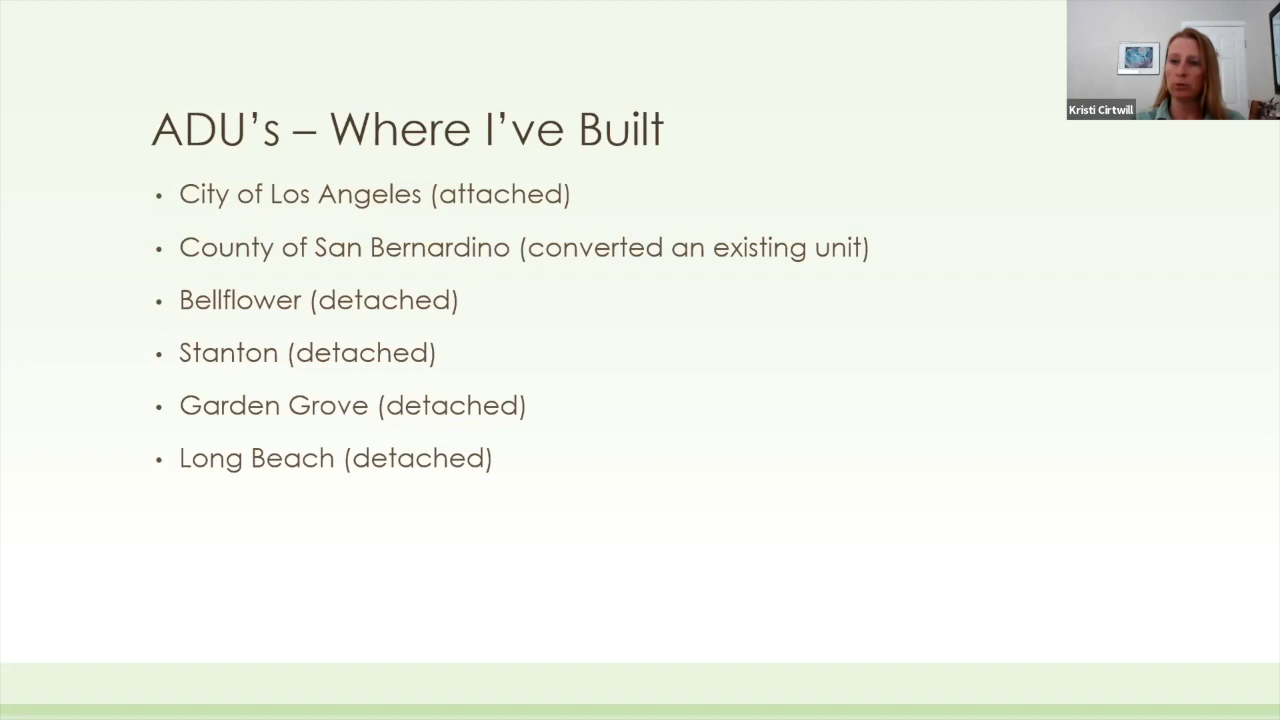 ADU's – Where I've Built
• City of Los Angeles (attached)
• County of San Bernardino (converted an existing unit)
• Bellflower (detached)
• Stanton (detached)
• Garden Grove (detached)
• Long Beach (detached)
Kristi Cirtwill